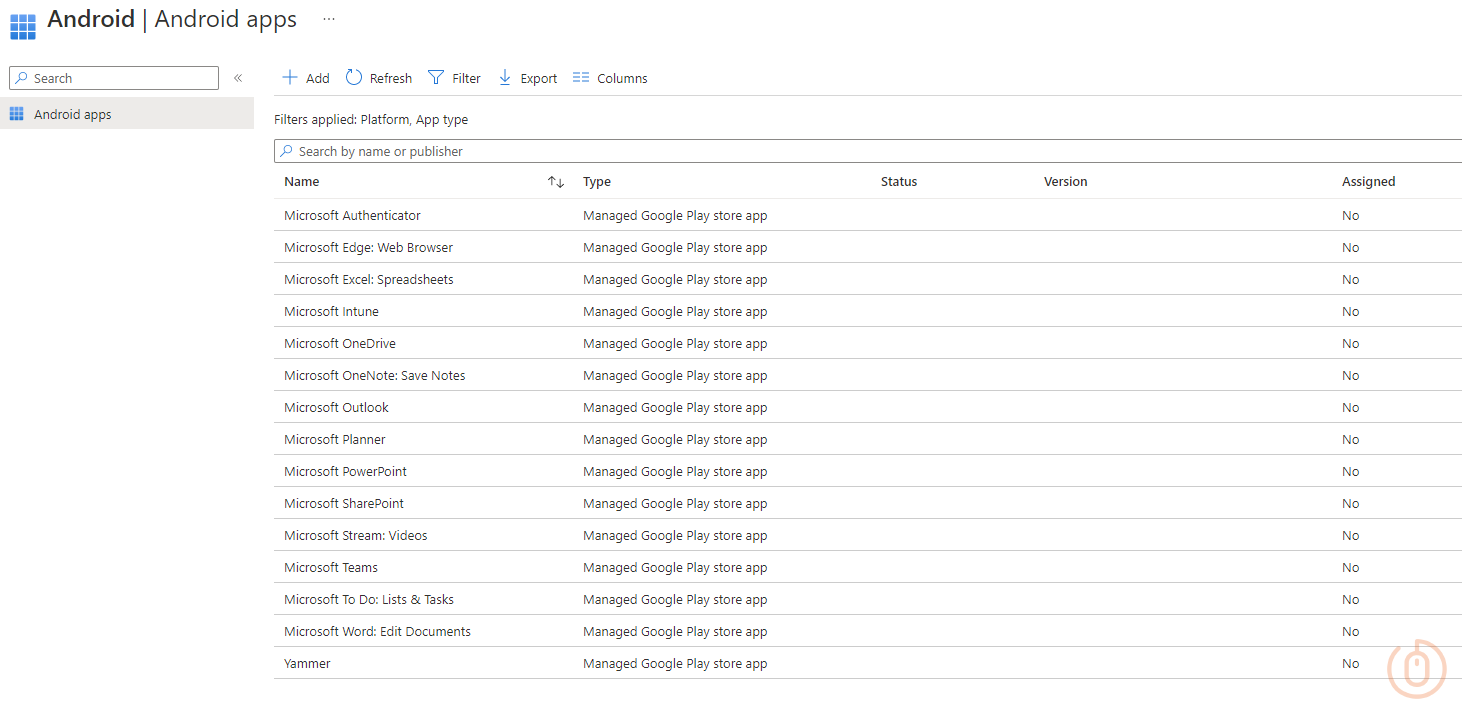 Android | Android apps ...
Search «
Android apps
Add Refresh Filter Export Columns
Filters applied: Platform, App type
Search by name or publisher
Name Type Status Version Assigned
Microsoft Authenticator Managed Google Play store app No
Microsoft Edge: Web Browser Managed Google Play store app No
Microsoft Excel: Spreadsheets Managed Google Play store app No
Microsoft Intune Managed Google Play store app No
Microsoft OneDrive Managed Google Play store app No
Microsoft OneNote: Save Notes Managed Google Play store app No
Microsoft Outlook Managed Google Play store app No
Microsoft Planner Managed Google Play store app No
Microsoft PowerPoint Managed Google Play store app No
Microsoft SharePoint Managed Google Play store app No
Microsoft Stream: Videos Managed Google Play store app No
Microsoft Teams Managed Google Play store app No
Microsoft To Do: Lists & Tasks Managed Google Play store app No
Microsoft Word: Edit Documents Managed Google Play store app No
Yammer Managed Google Play store app No